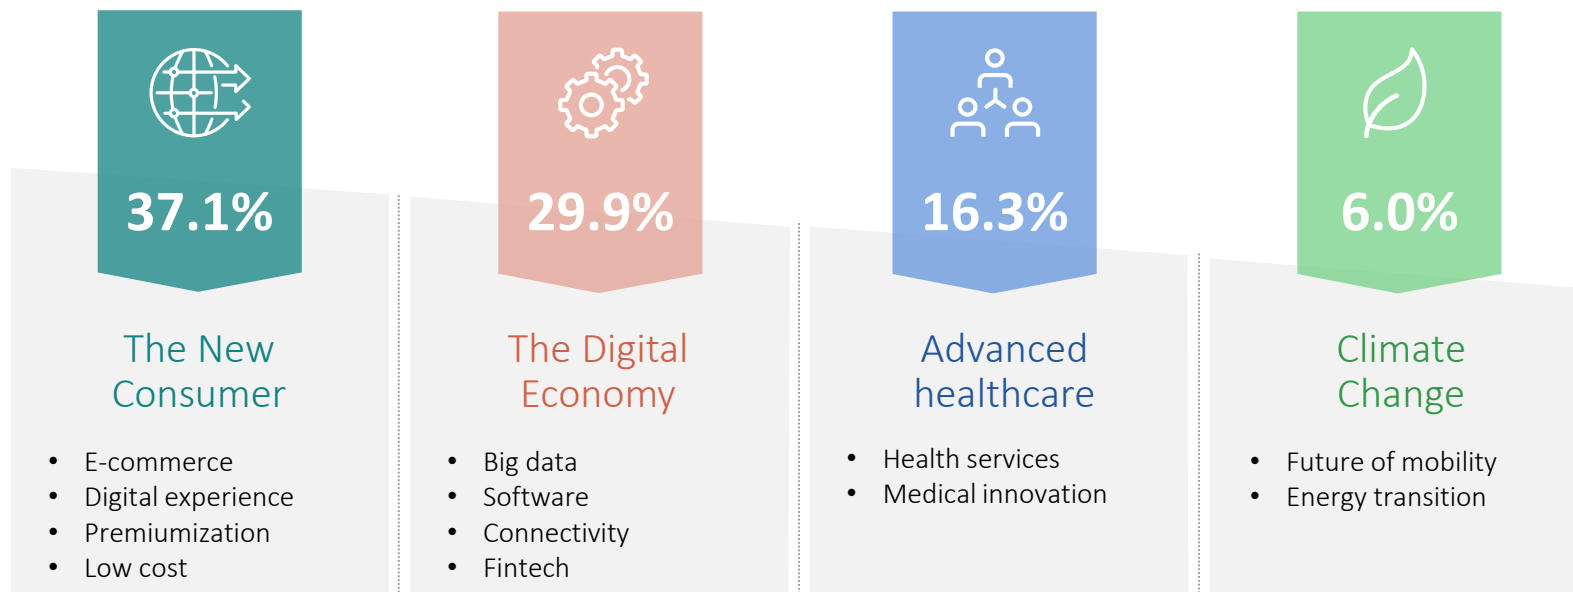 37.1%
The New
Consumer
• E-commerce
• Digital experience
• Premiumization
• Low cost
29.9%
The Digital
Economy
• Big data
• Software
• Connectivity
• Fintech
16.3%
Advanced
healthcare
• Health services
• Medical innovation
6.0%
Climate
Change
• Future of mobility
• Energy transition